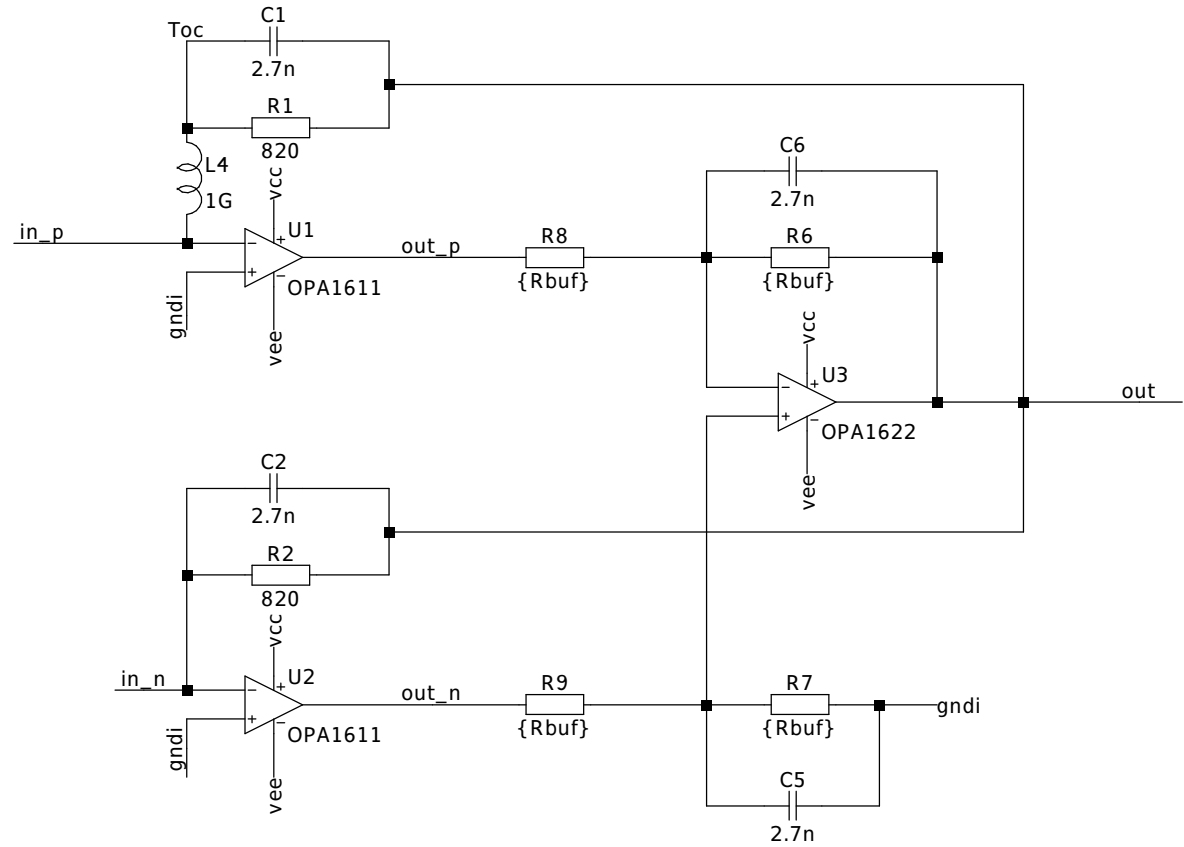 Toc
C1
2.7n
R1
820
L4
1G
vcc
in_p
−
+
+
−
U1
OPA1611
gndi
vee
out_p
R8
{Rbuf}
C6
2.7n
R6
{Rbuf}
vcc
−
+
+
−
U3
OPA1622
vee
out
C2
2.7n
R2
820
vcc
in_n
−
+
+
−
U2
OPA1611
gndi
vee
out_n
R9
{Rbuf}
R7
{Rbuf}
gndi
C5
2.7n